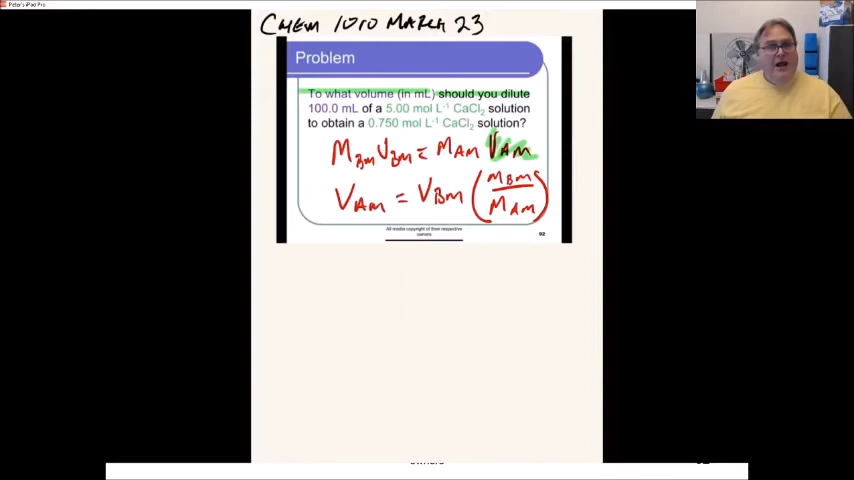 Peter's iPad Pro
CHEM 1010 MARCH 23
Problem
To what volume (in mL) should you dilute
100.0 mL of a 5.00 mol L⁻¹ CaCl₂ solution
to obtain a 0.750 mol L⁻¹ CaCl₂ solution?
M_BM V_BM = M_AM V_AM
V_AM = V_BM (M_BM / M_AM)
All media copyright of their respective
owners
92